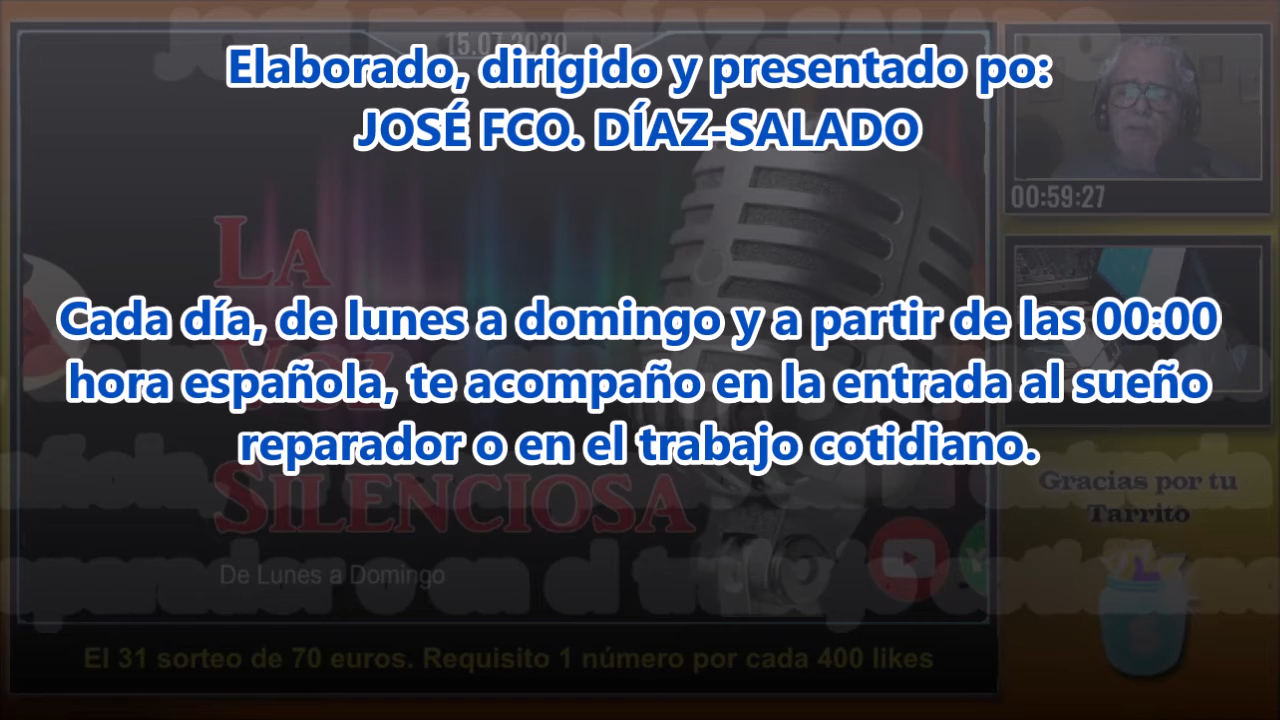 15.07.2020
Elaborado, dirigido y presentado po:
JOSÉ FCO. DÍAZ-SALADO
00:59:27
LA
VOZ
SILENCIOSA
Cada día, de lunes a domingo y a partir de las 00:00
hora española, te acompaño en la entrada al sueño
reparador o en el trabajo cotidiano.
Gracias por tu
Tarrito
De Lunes a Domingo
El 31 sorteo de 70 euros. Requisito 1 número por cada 400 likes